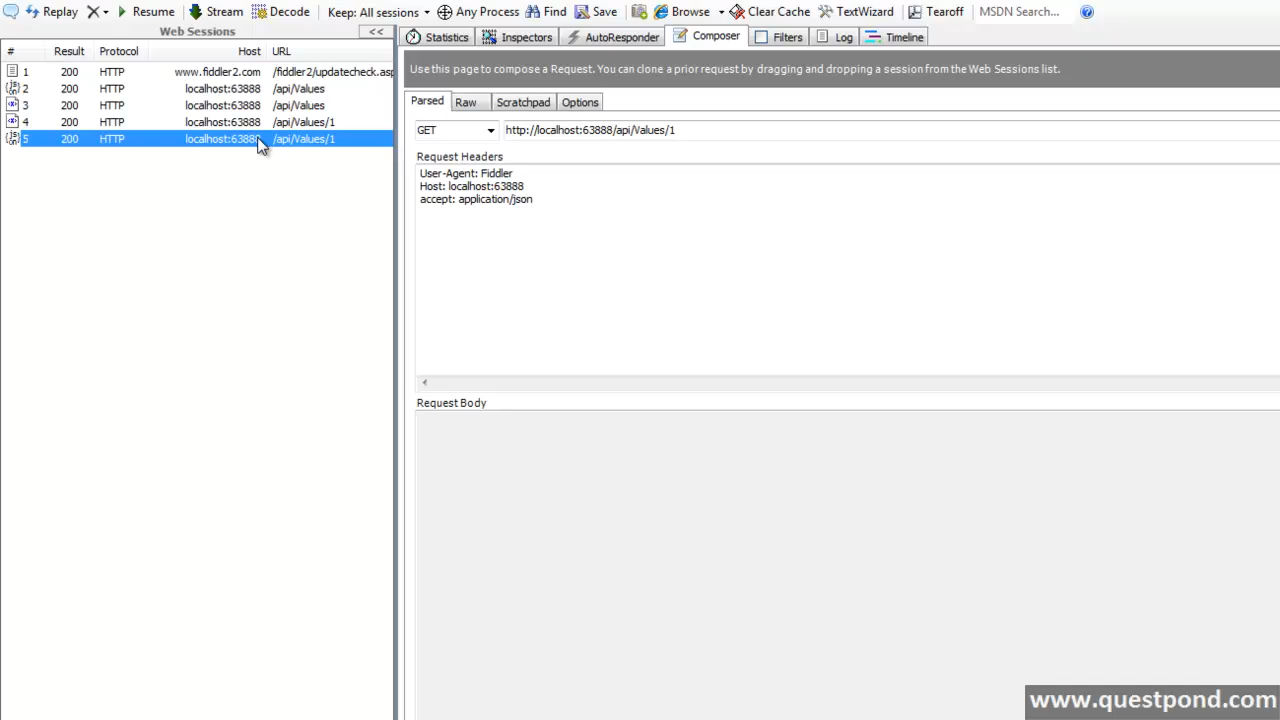 Replay X Resume Stream Decode Keep: All sessions Any Process Find Save Browse Clear Cache TextWizard Tearoff MSDN Search...
Web Sessions <<
# Result Protocol Host URL
1 200 HTTP www.fiddler2.com /fiddler2/updatecheck.asp
2 200 HTTP localhost:63888 /api/Values
3 200 HTTP localhost:63888 /api/Values
4 200 HTTP localhost:63888 /api/Values/1
5 200 HTTP localhost:63888 /api/Values/1
Statistics Inspectors AutoResponder Composer Filters Log Timeline
Use this page to compose a Request. You can clone a prior request by dragging and dropping a session from the Web Sessions list.
Parsed Raw Scratchpad Options
GET http://localhost:63888/api/Values/1
Request Headers
User-Agent: Fiddler
Host: localhost:63888
accept: application/json
Request Body
www.questpond.com